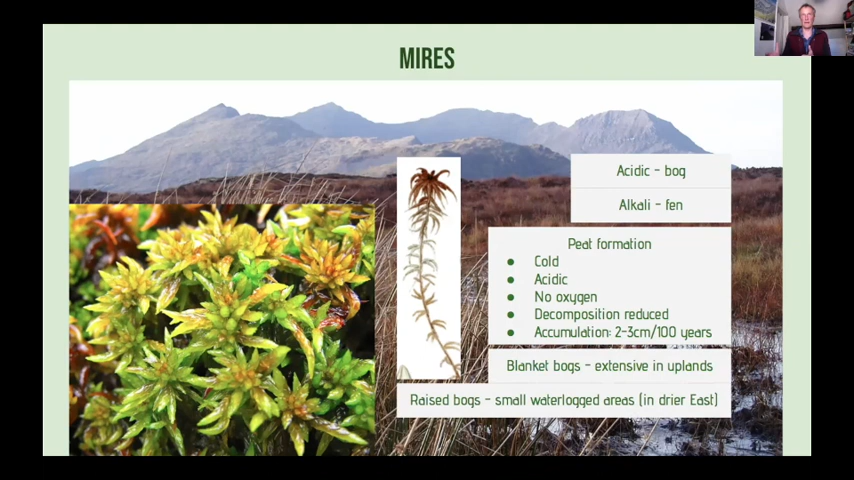 MIRES
Acidic - bog
Alkali - fen
Peat formation
● Cold
● Acidic
● No oxygen
● Decomposition reduced
● Accumulation: 2-3cm/100 years
Blanket bogs - extensive in uplands
Raised bogs - small waterlogged areas (in drier East)